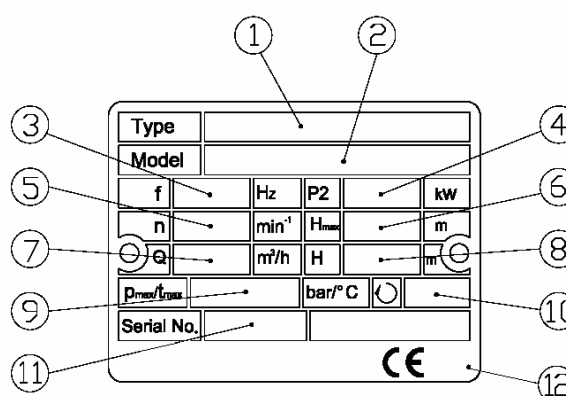 1 2
3 4
5 6
7 8
9 10
11 12
Type
Model
f Hz P2 kW
n min⁻¹ Hmax m
Q m³/h H m
pmax/tmax bar/°C
Serial No.
CE